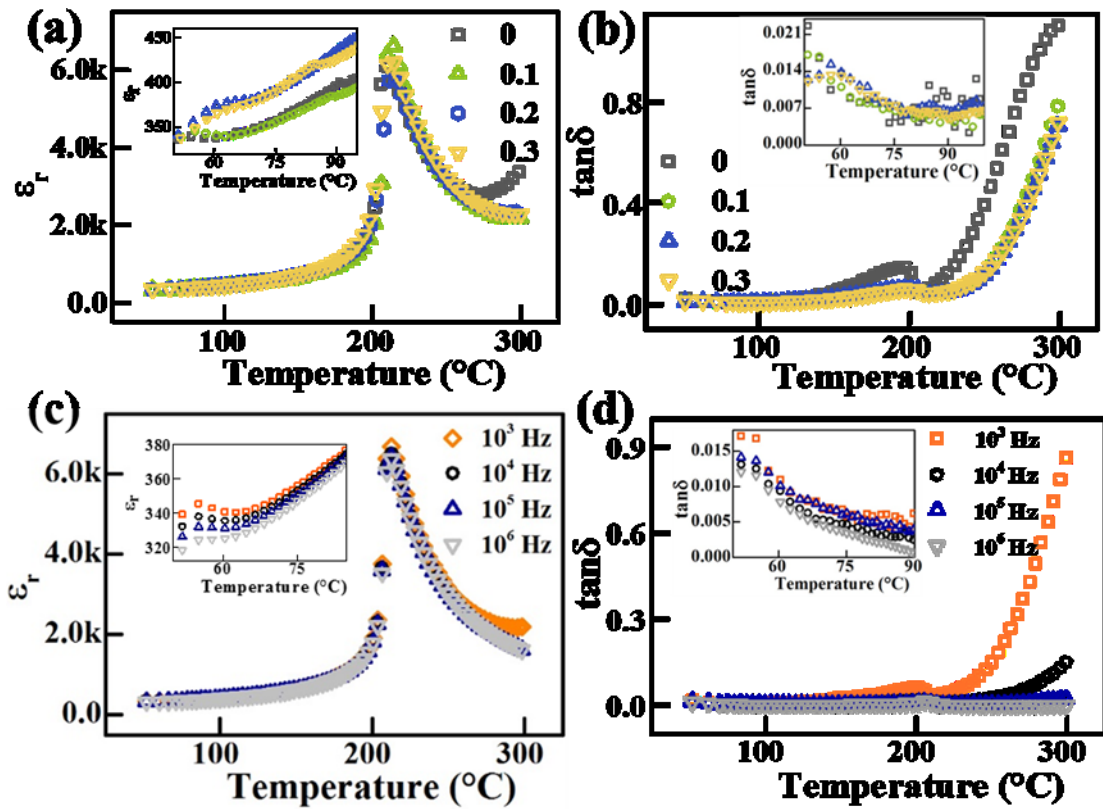 (a)
εr
6.0k
4.0k
2.0k
0.0
100
200
300
Temperature (°C)
0
0.1
0.2
0.3
εr
450
400
350
60
75
90
Temperature (°C)
(b)
tanδ
0.8
0.4
0.0
100
200
300
Temperature (°C)
0
0.1
0.2
0.3
tanδ
0.021
0.014
0.007
0.000
60
75
90
Temperature (°C)
(c)
εr
6.0k
4.0k
2.0k
0.0
100
200
300
Temperature (°C)
10³ Hz
10⁴ Hz
10⁵ Hz
10⁶ Hz
εr
380
360
340
320
60
75
Temperature (°C)
(d)
tanδ
0.9
0.6
0.3
0.0
100
200
300
Temperature (°C)
10³ Hz
10⁴ Hz
10⁵ Hz
10⁶ Hz
tanδ
0.015
0.010
0.005
0.000
60
75
90
Temperature (°C)